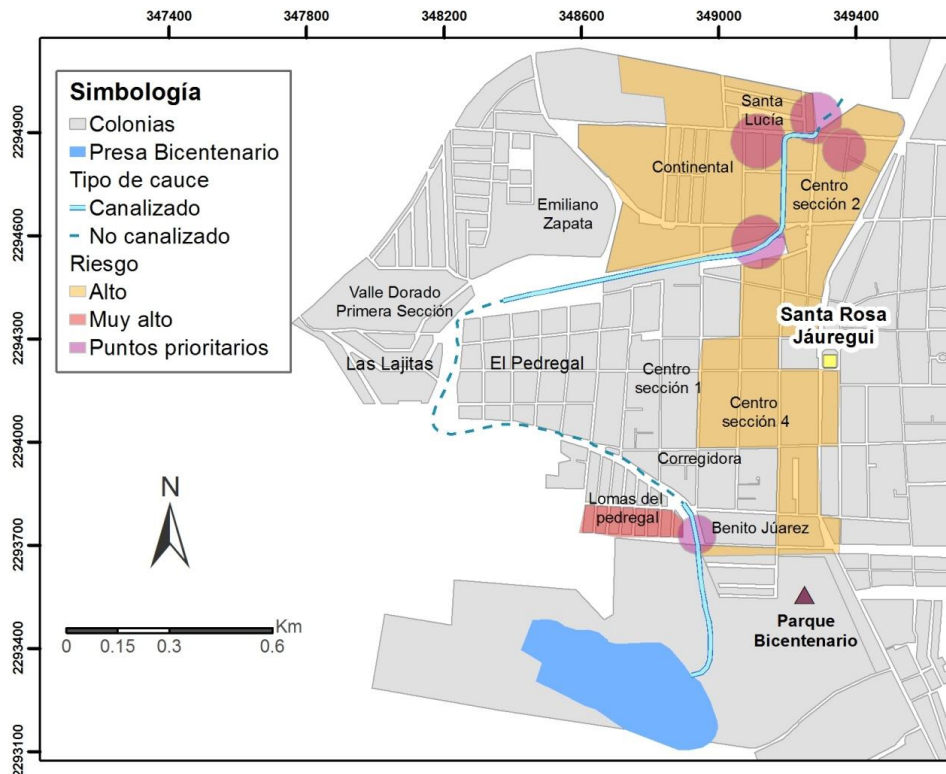 347400
347800
348200
348600
349000
349400
2294900
2294600
2294300
2294000
2293700
2293400
2293100
Simbología
Colonias
Presa Bicentenario
Tipo de cauce
Canalizado
No canalizado
Riesgo
Alto
Muy alto
Puntos prioritarios
Santa
Lucía
Continental
Centro
sección 2
Emiliano
Zapata
Valle Dorado
Primera Sección
Santa Rosa
Jáuregui
Las Lajitas
El Pedregal
Centro
sección 1
Centro
sección 4
Corregidora
Lomas del
pedregal
Benito Júarez
N
Parque
Bicentenario
Km
0 0.15 0.3 0.6